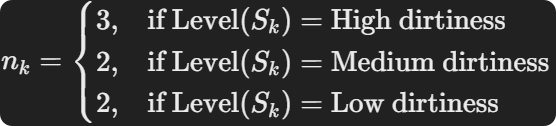 3, if Level(S_k) = High dirtiness
n_k = { 2, if Level(S_k) = Medium dirtiness
2, if Level(S_k) = Low dirtiness